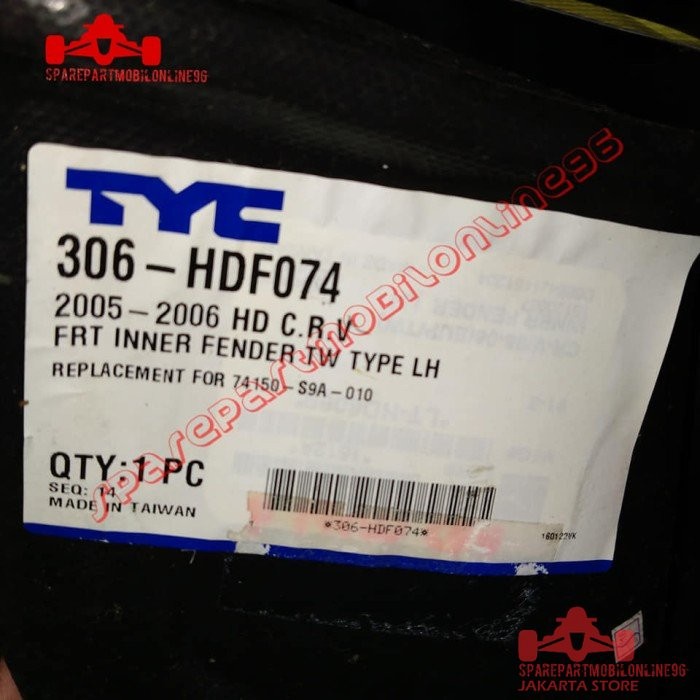 SPAREPARTMOBILONLINE96
TYC
306-HDF074
2005-2006 HD C.R.V
FRT INNER FENDER TW TYPE LH
REPLACEMENT FOR 74150-S9A-010
QTY:1 PC
SEQ: 14
MADE IN TAIWAN
*306-HDF074*
160122YK
sparepartmobilonline96
SPAREPARTMOBILONLINE96
JAKARTA STORE